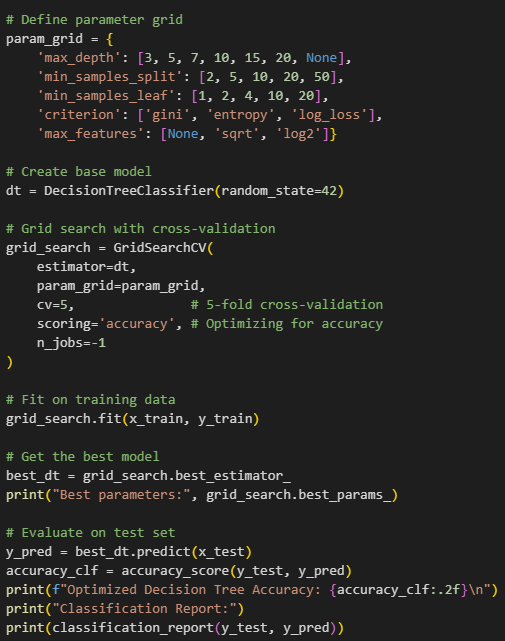 # Define parameter grid
param_grid = {
    'max_depth': [3, 5, 7, 10, 15, 20, None],
    'min_samples_split': [2, 5, 10, 20, 50],
    'min_samples_leaf': [1, 2, 4, 10, 20],
    'criterion': ['gini', 'entropy', 'log_loss'],
    'max_features': [None, 'sqrt', 'log2']}

# Create base model
dt = DecisionTreeClassifier(random_state=42)

# Grid search with cross-validation
grid_search = GridSearchCV(
    estimator=dt,
    param_grid=param_grid,
    cv=5,               # 5-fold cross-validation
    scoring='accuracy', # Optimizing for accuracy
    n_jobs=-1
)

# Fit on training data
grid_search.fit(x_train, y_train)

# Get the best model
best_dt = grid_search.best_estimator_
print("Best parameters:", grid_search.best_params_)

# Evaluate on test set
y_pred = best_dt.predict(x_test)
accuracy_clf = accuracy_score(y_test, y_pred)
print(f"Optimized Decision Tree Accuracy: {accuracy_clf:.2f}\n")
print("Classification Report:")
print(classification_report(y_test, y_pred))